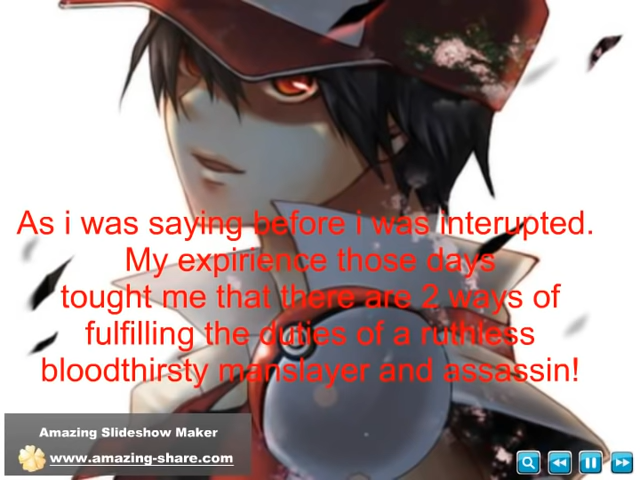 As i was saying before i was interupted.
My expirience those days
tought me that there are 2 ways of
fulfilling the duties of a ruthless
bloodthirsty manslayer and assassin!
Amazing Slideshow Maker
www.amazing-share.com